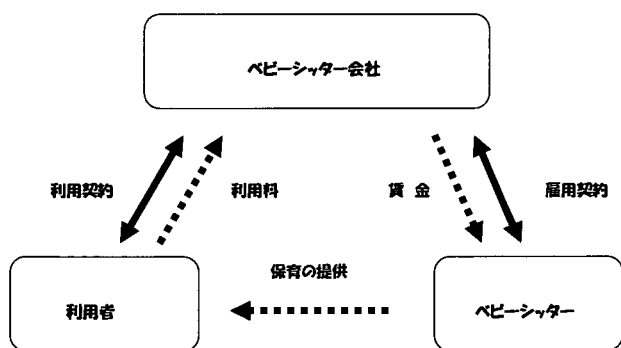 ベビーシッター会社
利用契約
利用料
賃 金
雇用契約
保育の提供
利用者
ベビーシッター